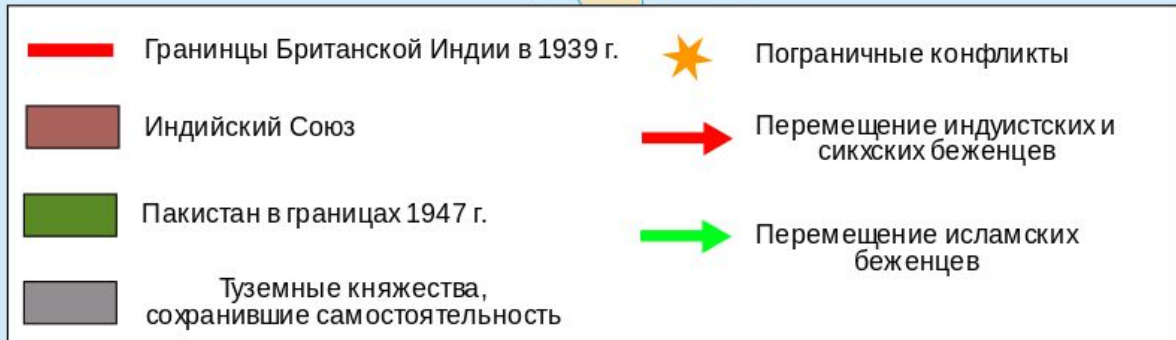 Гранинцы Британской Индии в 1939 г.
Индийский Союз
Пакистан в границах 1947 г.
Туземные княжества,
сохранившие самостоятельность
Пограничные конфликты
Перемещение индуистских и
сикхских беженцев
Перемещение исламских
беженцев